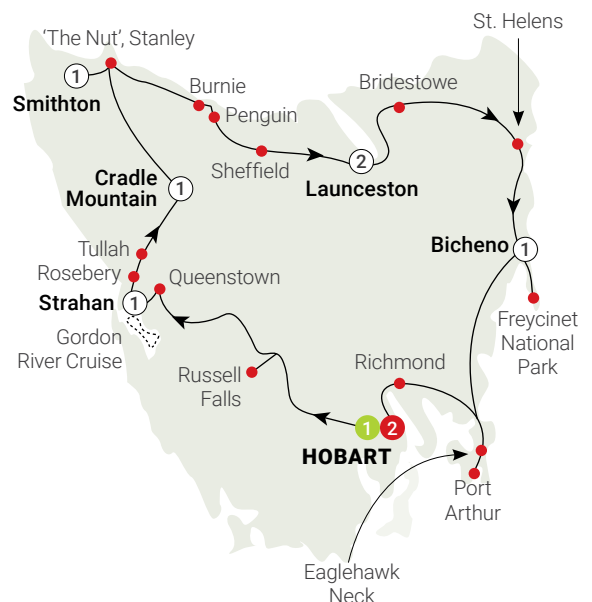 St. Helens
'The Nut', Stanley
1
Smithton
Burnie
Penguin
Bridestowe
Sheffield
2
Launceston
Cradle
Mountain
1
Bicheno
1
Tullah
Rosebery
Queenstown
Strahan
1
Gordon
River Cruise
Freycinet
National
Park
Russell
Falls
Richmond
1
2
HOBART
Port
Arthur
Eaglehawk
Neck